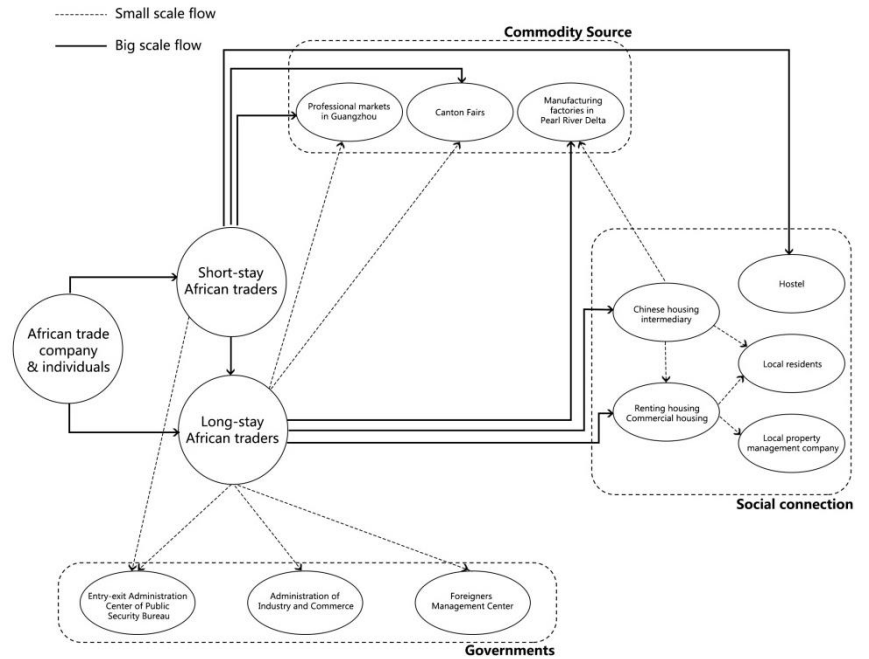 Small scale flow
Big scale flow
Commodity Source
Professional markets
in Guangzhou
Canton Fairs
Manufacturing
factories in
Pearl River Delta
Short-stay
African traders
African trade
company
& individuals
Long-stay
African traders
Hostel
Chinese housing
intermediary
Local residents
Renting housing
Commercial housing
Local property
management company
Social connection
Entry-exit Administration
Center of Public
Security Bureau
Administration of
Industry and Commerce
Foreigners
Management Center
Governments